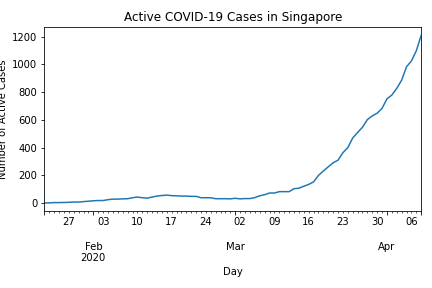 Active COVID-19 Cases in Singapore
Number of Active Cases
1200
1000
800
600
400
200
0
27 03 10 17 24 02 09 16 23 30 06
Feb Mar Apr
2020
Day